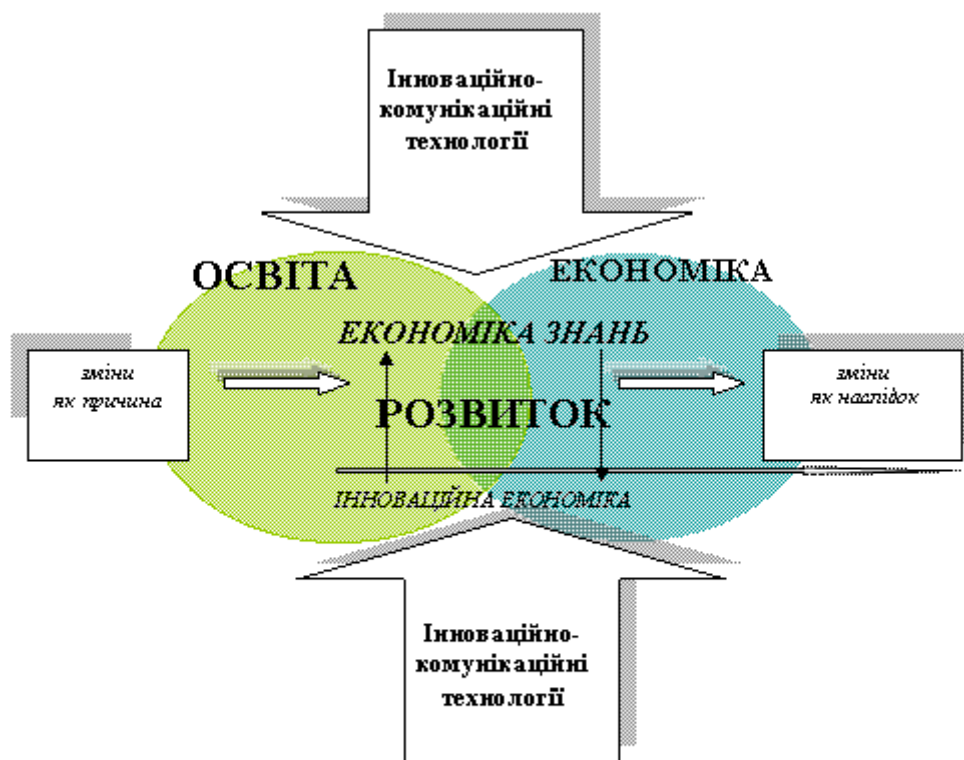 Інноваційно-
комунікаційні
технології
ОСВІТА
ЕКОНОМІКА
ЕКОНОМІКА ЗНАНЬ
зміни
як причина
зміни
як наслідок
РОЗВИТОК
ІННОВАЦІЙНА ЕКОНОМІКА
Інноваційно-
комунікаційні
технології